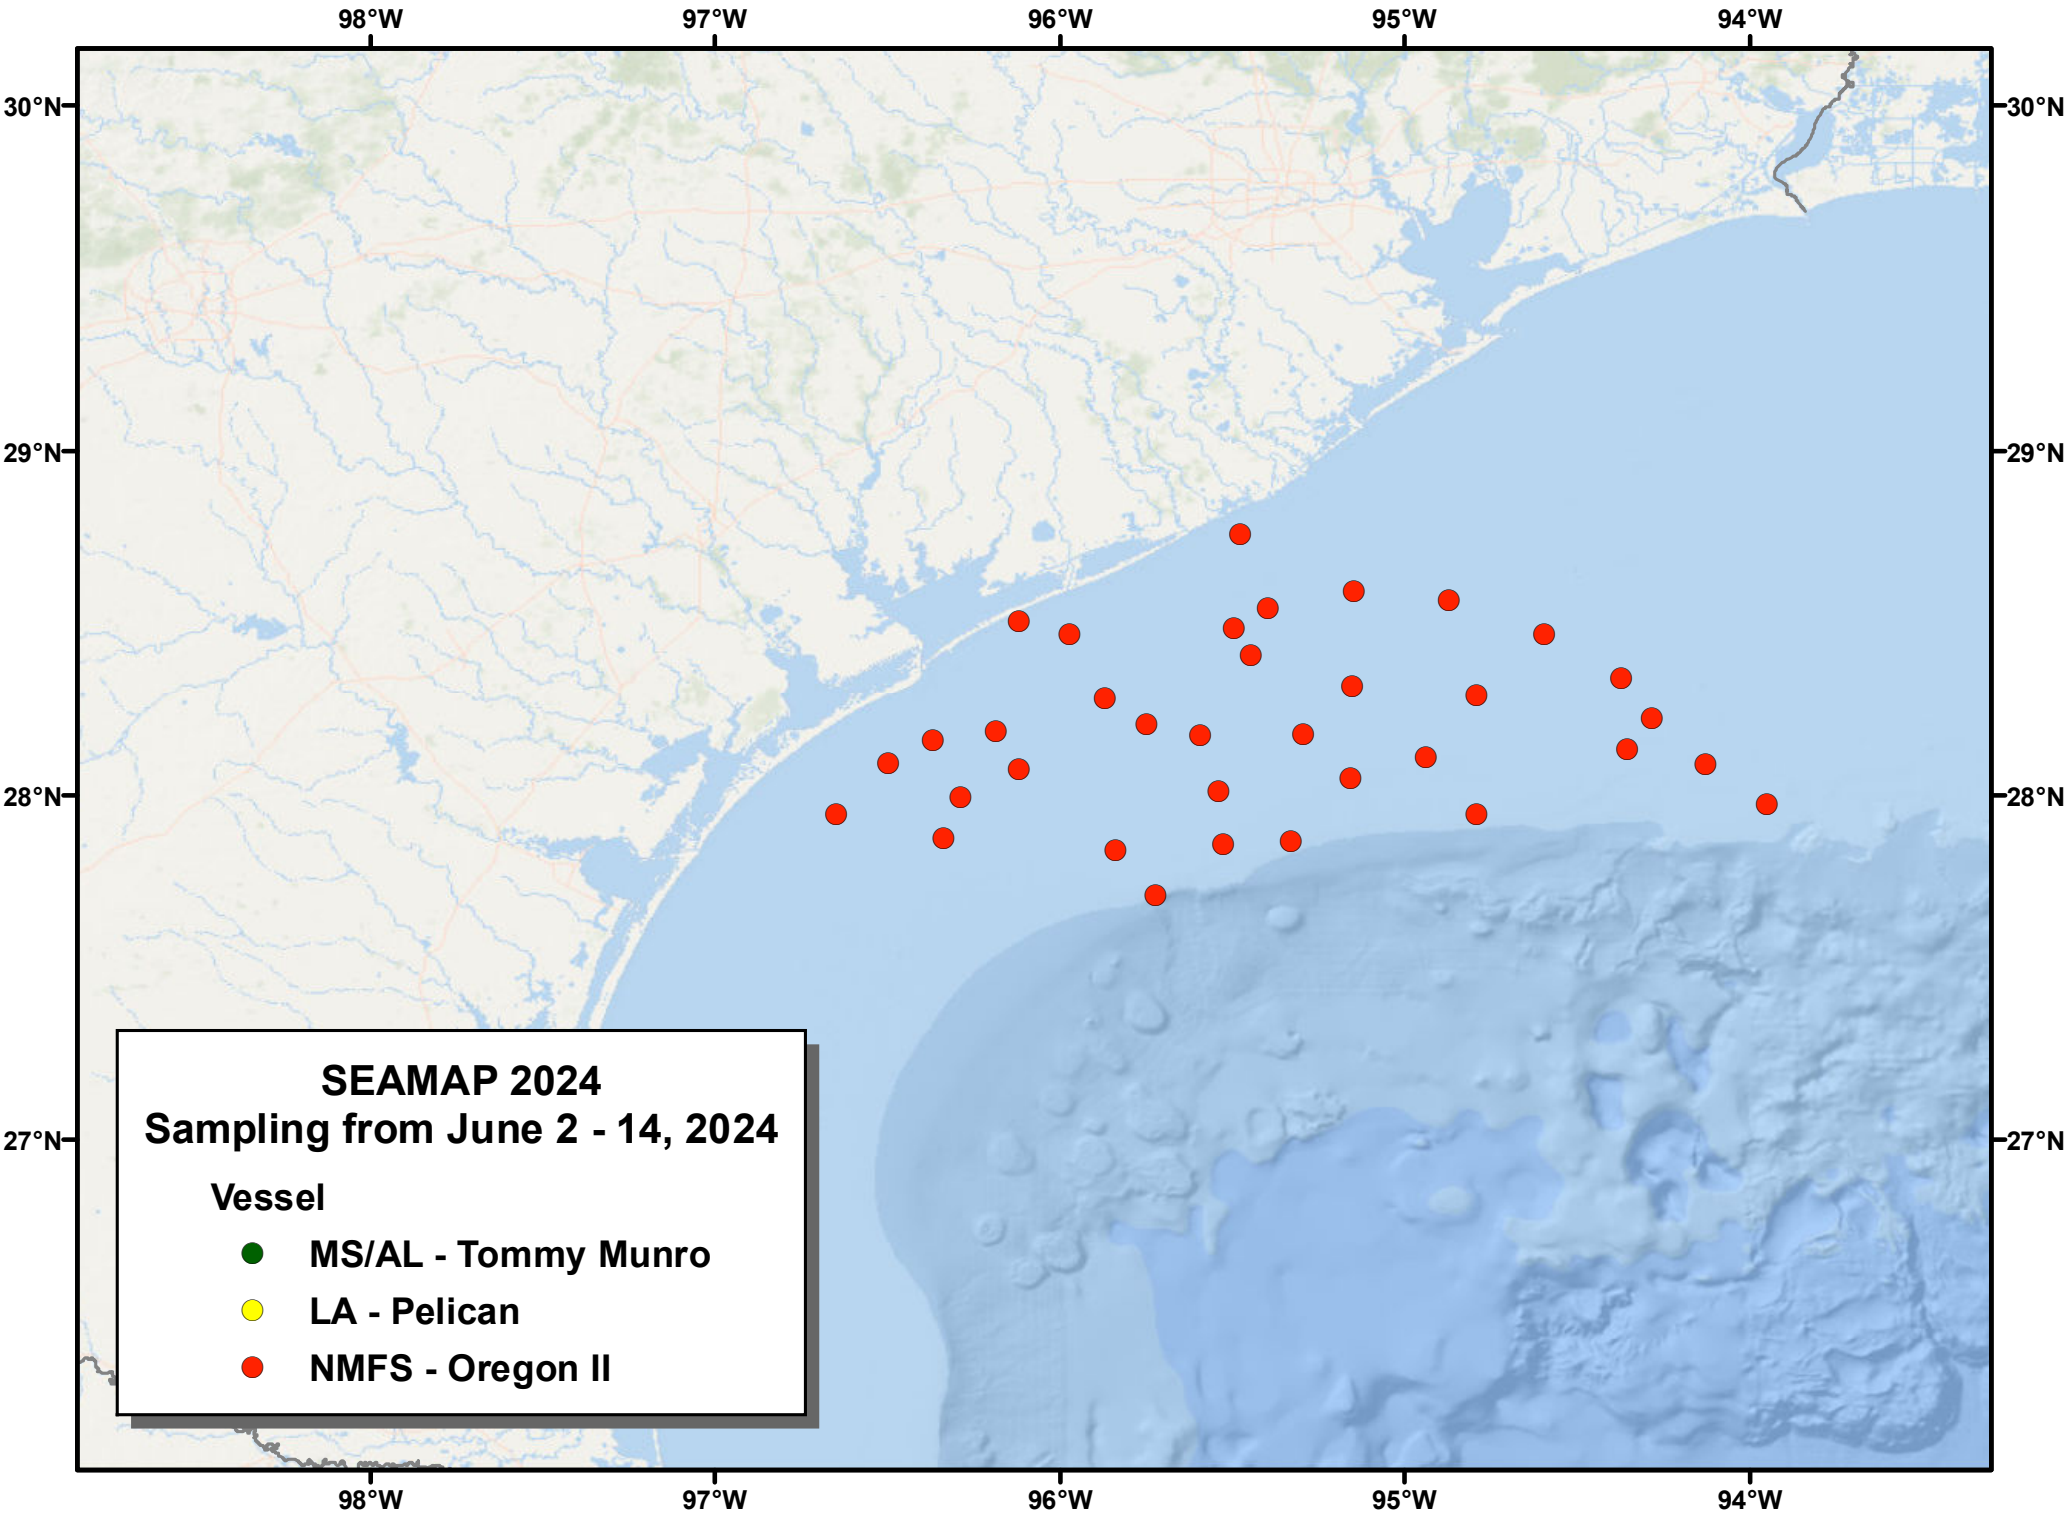 98°W 97°W 96°W 95°W 94°W
30°N 30°N
29°N 29°N
28°N 28°N
27°N 27°N
SEAMAP 2024
Sampling from June 2 - 14, 2024
Vessel
MS/AL - Tommy Munro
LA - Pelican
NMFS - Oregon II
98°W 97°W 96°W 95°W 94°W